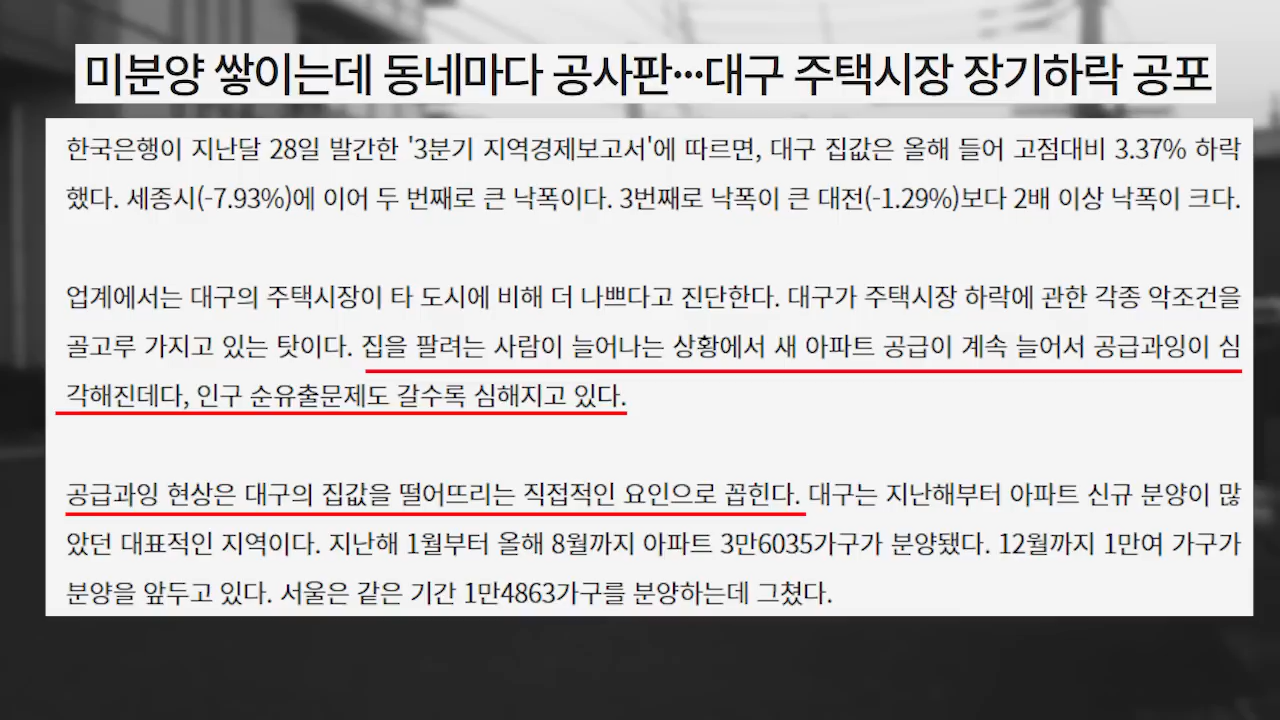 미분양 쌓이는데 동네마다 공사판···대구 주택시장 장기하락 공포
한국은행이 지난달 28일 발간한 '3분기 지역경제보고서'에 따르면, 대구 집값은 올해 들어 고점대비 3.37% 하락
했다. 세종시(-7.93%)에 이어 두 번째로 큰 낙폭이다. 3번째로 낙폭이 큰 대전(-1.29%)보다 2배 이상 낙폭이 크다.
업계에서는 대구의 주택시장이 타 도시에 비해 더 나쁘다고 진단한다. 대구가 주택시장 하락에 관한 각종 악조건을
골고루 가지고 있는 탓이다. 집을 팔려는 사람이 늘어나는 상황에서 새 아파트 공급이 계속 늘어서 공급과잉이 심
각해진데다, 인구 순유출문제도 갈수록 심해지고 있다.
공급과잉 현상은 대구의 집값을 떨어뜨리는 직접적인 요인으로 꼽힌다. 대구는 지난해부터 아파트 신규 분양이 많
았던 대표적인 지역이다. 지난해 1월부터 올해 8월까지 아파트 3만6035가구가 분양됐다. 12월까지 1만여 가구가
분양을 앞두고 있다. 서울은 같은 기간 1만4863가구를 분양하는데 그쳤다.